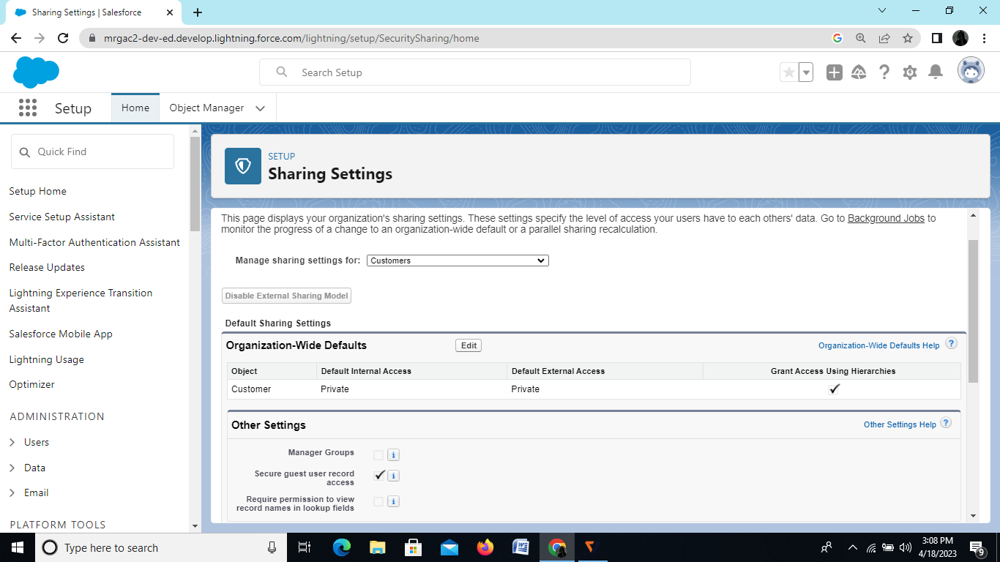 Sharing Settings | Salesforce
mrgac2-dev-ed.develop.lightning.force.com/lightning/setup/SecuritySharing/home
Search Setup
Setup
Home
Object Manager
Quick Find
Setup Home
Service Setup Assistant
Multi-Factor Authentication Assistant
Release Updates
Lightning Experience Transition
Assistant
Salesforce Mobile App
Lightning Usage
Optimizer
ADMINISTRATION
Users
Data
Email
PLATFORM TOOLS
SETUP
Sharing Settings
This page displays your organization's sharing settings. These settings specify the level of access your users have to each others' data. Go to Background Jobs to
monitor the progress of a change to an organization-wide default or a parallel sharing recalculation.
Manage sharing settings for: Customers
Disable External Sharing Model
Default Sharing Settings
Organization-Wide Defaults Edit Organization-Wide Defaults Help ?
Object Default Internal Access Default External Access Grant Access Using Hierarchies
Customer Private Private
Other Settings Other Settings Help ?
Manager Groups i
Secure guest user record
access i
Require permission to view
record names in lookup fields i
Type here to search
3:08 PM
4/18/2023
9